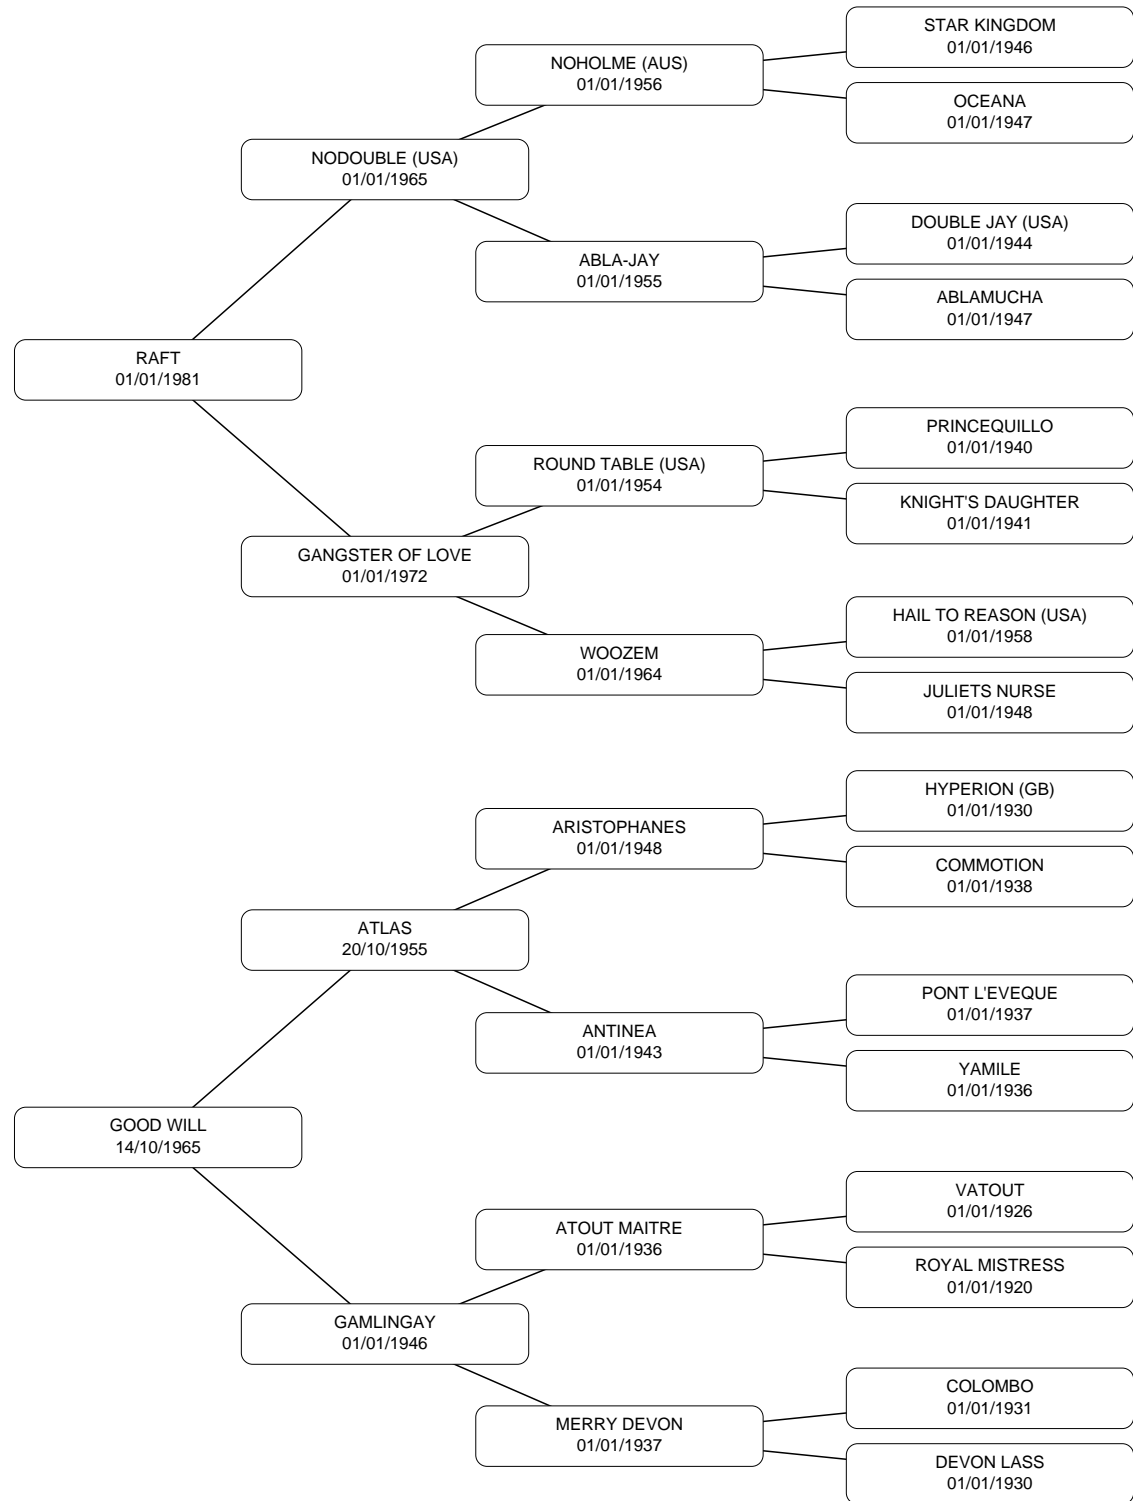 STAR KINGDOM
01/01/1946
NOHOLME (AUS)
01/01/1956
OCEANA
01/01/1947
NODOUBLE (USA)
01/01/1965
DOUBLE JAY (USA)
01/01/1944
ABLA-JAY
01/01/1955
ABLAMUCHA
01/01/1947
RAFT
01/01/1981
PRINCEQUILLO
01/01/1940
ROUND TABLE (USA)
01/01/1954
KNIGHT'S DAUGHTER
01/01/1941
GANGSTER OF LOVE
01/01/1972
HAIL TO REASON (USA)
01/01/1958
WOOZEM
01/01/1964
JULIETS NURSE
01/01/1948
HYPERION (GB)
01/01/1930
ARISTOPHANES
01/01/1948
COMMOTION
01/01/1938
ATLAS
20/10/1955
PONT L'EVEQUE
01/01/1937
ANTINEA
01/01/1943
YAMILE
01/01/1936
GOOD WILL
14/10/1965
VATOUT
01/01/1926
ATOUT MAITRE
01/01/1936
ROYAL MISTRESS
01/01/1920
GAMLINGAY
01/01/1946
COLOMBO
01/01/1931
MERRY DEVON
01/01/1937
DEVON LASS
01/01/1930